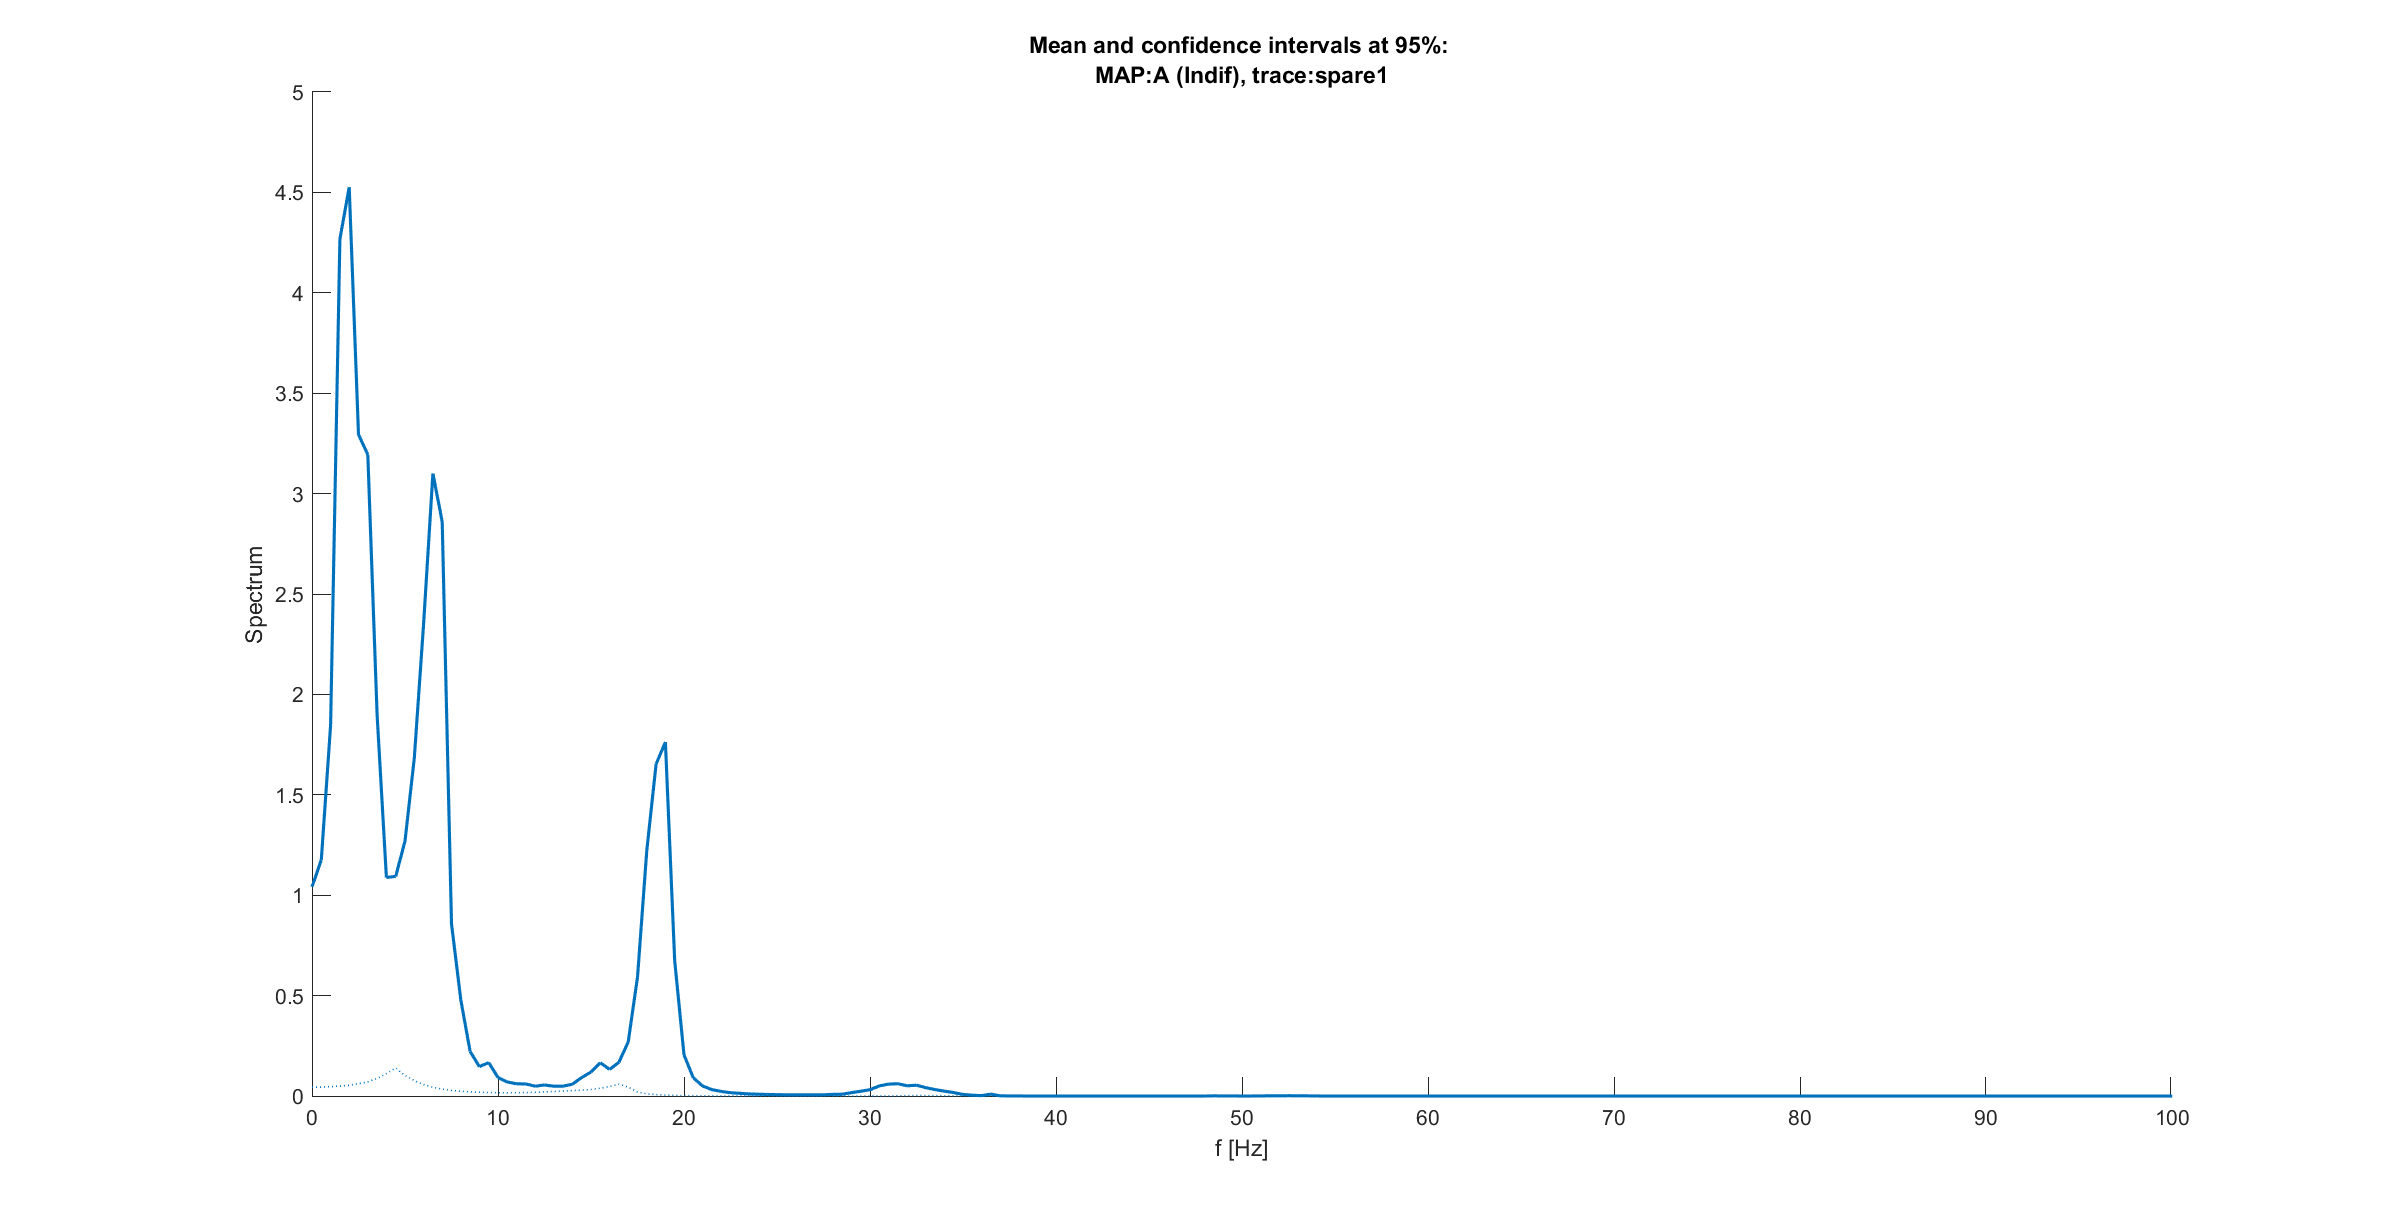 Mean and confidence intervals at 95%:
MAP:A (Indif), trace:spare1
5
4.5
4
3.5
3
2.5
2
1.5
1
0.5
0
Spectrum
0 10 20 30 40 50 60 70 80 90 100
f [Hz]